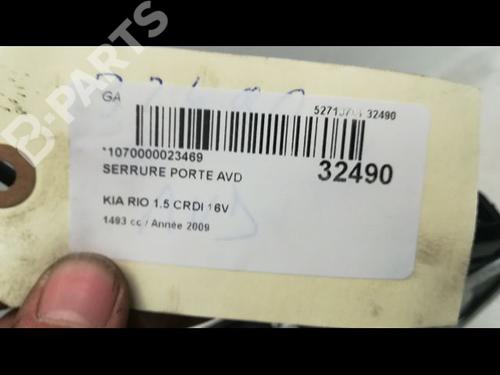 B-PARTS
GA
32490
*1070000023469
SERRURE PORTE AVD
32490
KIA RIO 1.5 CRDI 16V
1493 cc / Année 2009